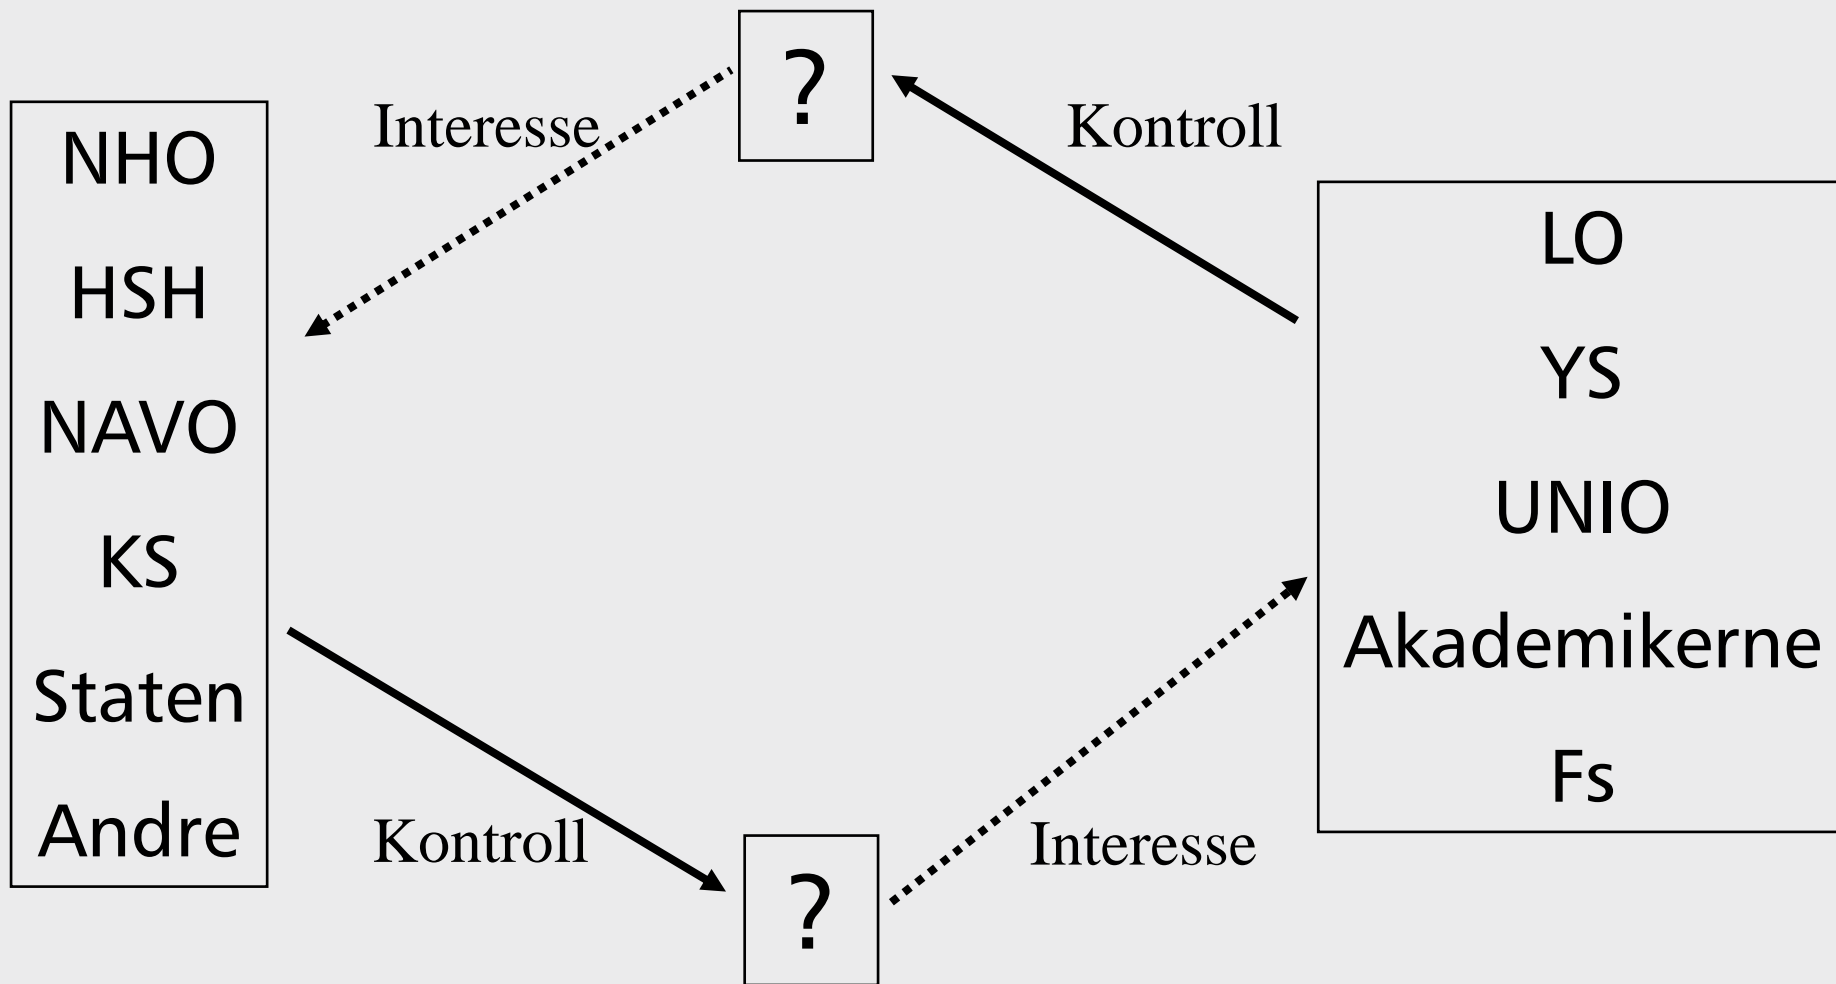 ?
Interesse
Kontroll
NHO
HSH
NAVO
KS
Staten
Andre
LO
YS
UNIO
Akademikerne
Fs
Kontroll
Interesse
?